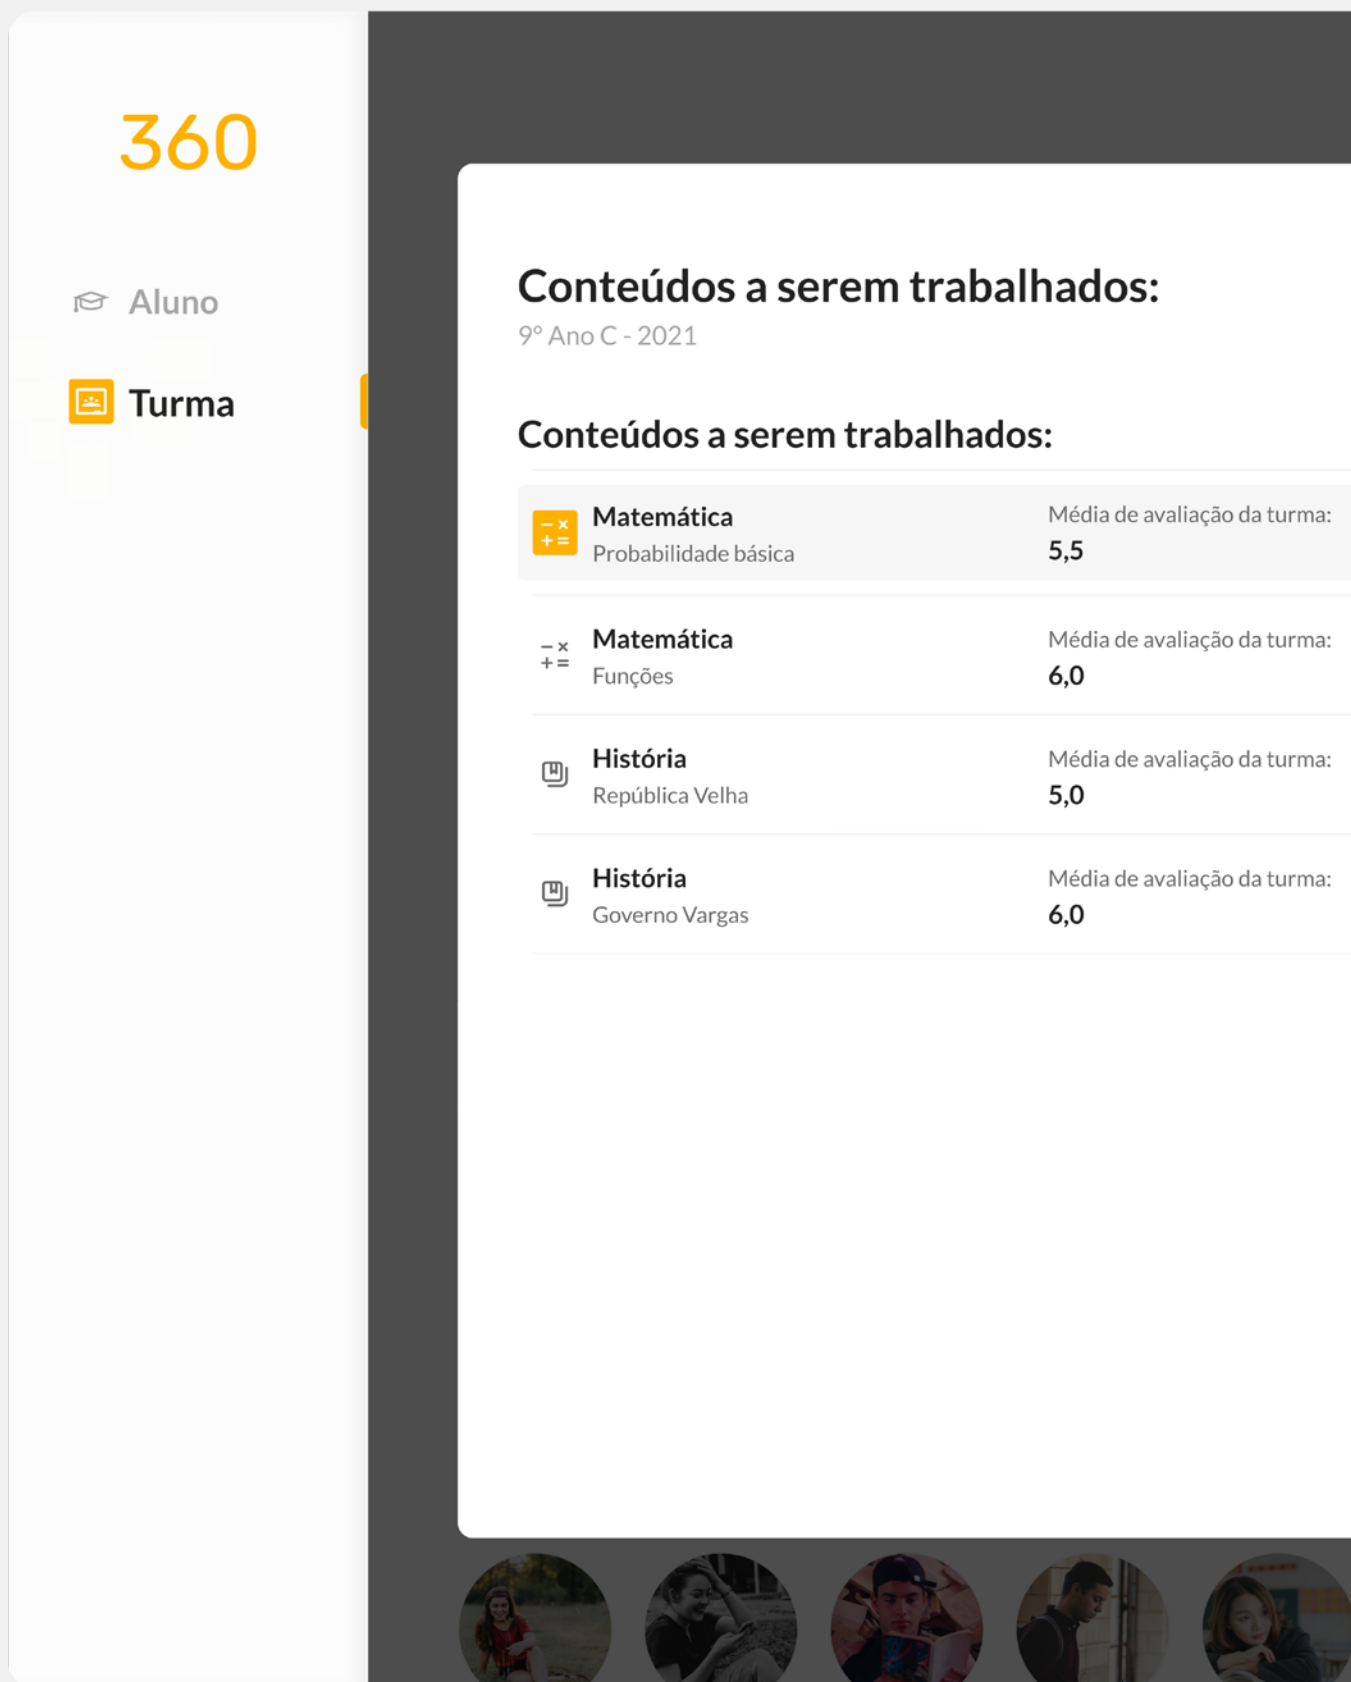 360
Aluno
Turma
Conteúdos a serem trabalhados:
9º Ano C - 2021
Conteúdos a serem trabalhados:
Matemática
Probabilidade básica
Média de avaliação da turma:
5,5
Matemática
Funções
Média de avaliação da turma:
6,0
História
República Velha
Média de avaliação da turma:
5,0
História
Governo Vargas
Média de avaliação da turma:
6,0